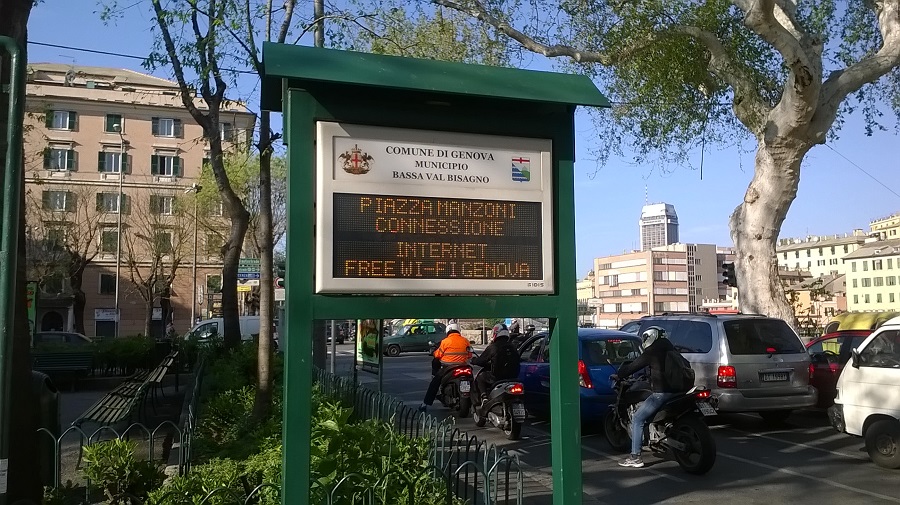 COMUNE DI GENOVA
MUNICIPIO
BASSA VAL BISAGNO
PIAZZA MANZONI
CONNESSIONE
INTERNET
FREE WI-FI GENOVA